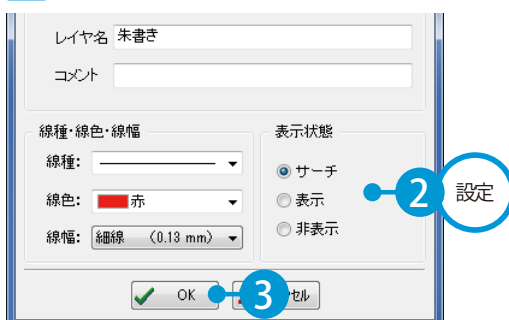 レイヤ名 朱書き
コメント
線種・線色・線幅
線種:
線色: 赤
線幅: 細線 (0.13 mm)
表示状態
サーチ
表示
非表示
2 設定
OK 3 セル